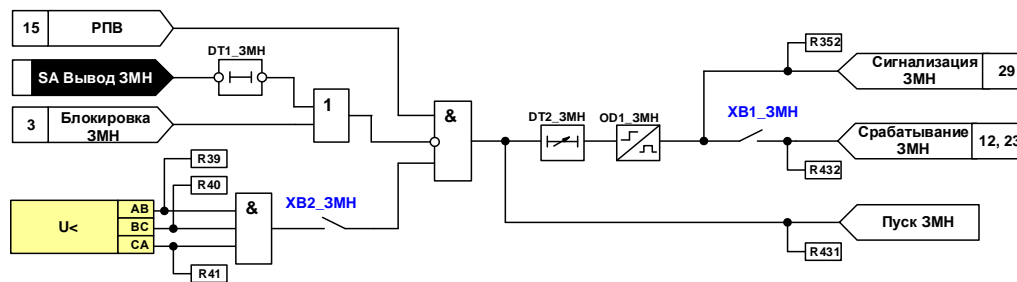 15 РПВ
R352
DT1_ЗМН
Сигнализация ЗМН 29
SA Вывод ЗМН
1
&
DT2_ЗМН
OD1_ЗМН
XB1_ЗМН
3 Блокировка ЗМН
Срабатывание ЗМН 12, 23
R39
R432
R40
XB2_ЗМН
&
AB
U<
BC
Пуск ЗМН
CA
R431
R41